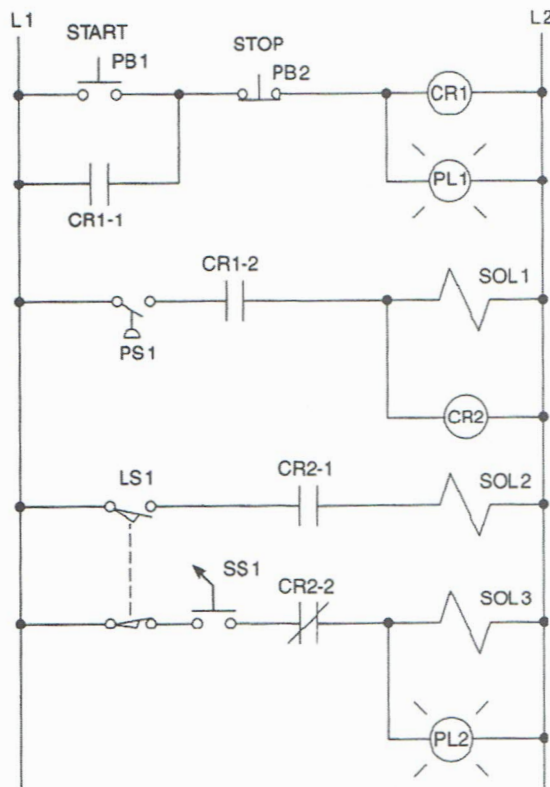 L1
L2
START
PB1
STOP
PB2
CR1
PL1
CR1-1
CR1-2
SOL1
PS1
CR2
LS1
CR2-1
SOL2
SS1
CR2-2
SOL3
PL2